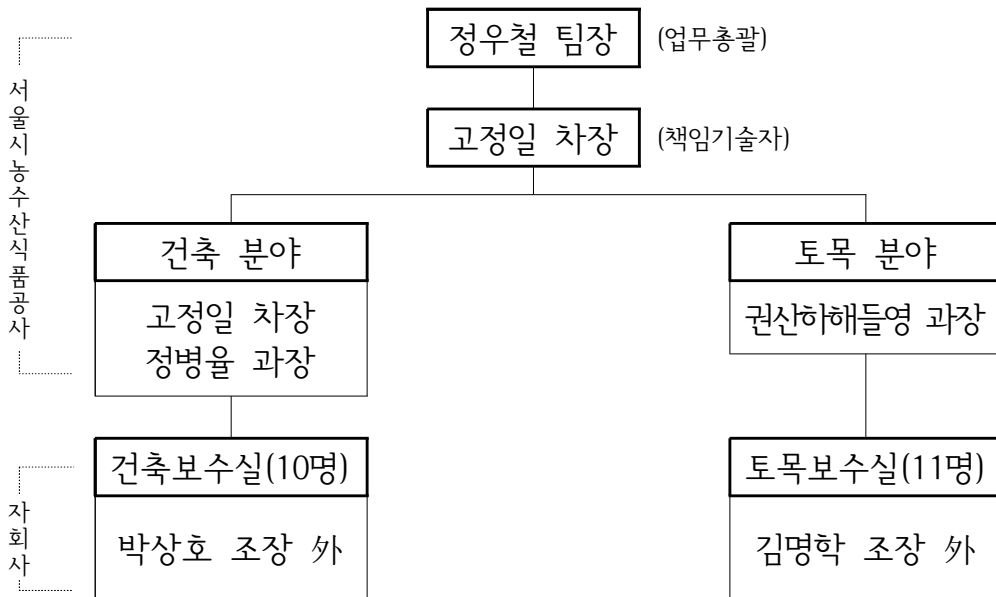 정우철 팀장 (업무총괄)
고정일 차장 (책임기술자)
서울시농수산식품공사
건축 분야
고정일 차장
정병율 과장
토목 분야
권산하해들영 과장
자회사
건축보수실(10명)
박상호 조장 外
토목보수실(11명)
김명학 조장 外